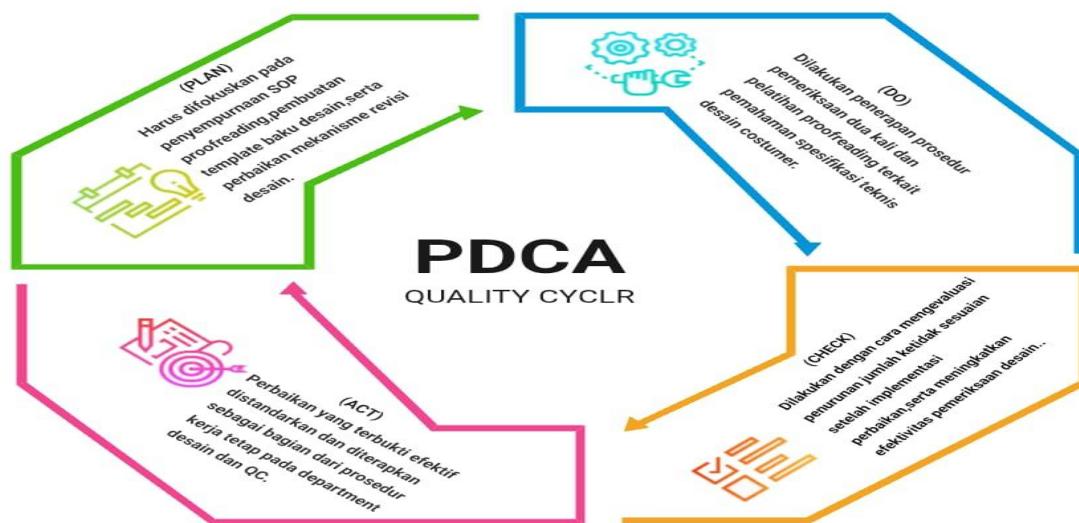 (PLAN)
Harus difokuskan pada
penyempurnaan SOP
proofreading,pembuatan
template baku desain,serta
perbaikan mekanisme revisi
desain.
(DO)
Dilakukan penerapan prosedur
pemeriksaan dua kali dan
pelatihan proofreading terkait
pemahaman spesifikasi teknis
desain costumer.
PDCA
QUALITY CYCLR
(CHECK)
Dilakukan dengan cara mengevaluasi
penurunan jumlah ketidak sesuaian
setelah implementasi
perbaikan,serta meningkatkan
efektivitas pemeriksaan desain...
(ACT)
Perbaikan yang terbukti efektif
distandarkan dan diterapkan
sebagai bagian dari prosedur
kerja tetap pada department
desain dan QC.